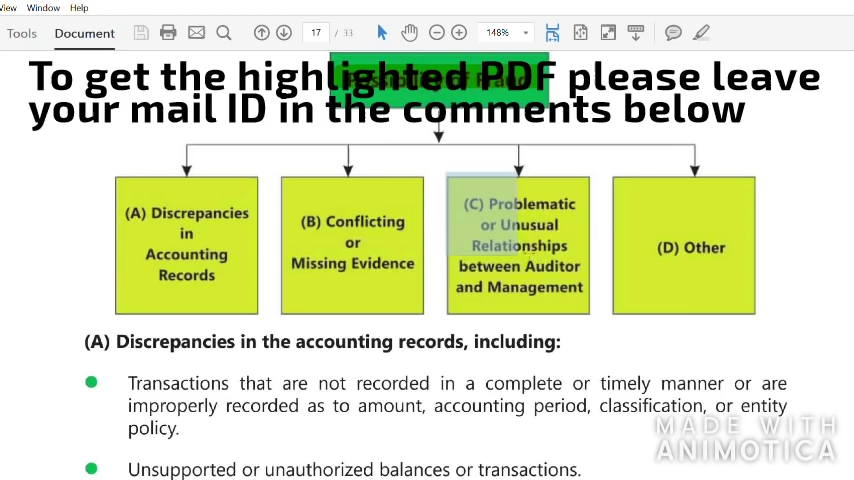 View Window Help
Tools Document 17 / 33 148%
To get the highlighted PDF please leave
your mail ID in the comments below
(A) Discrepancies
in
Accounting
Records
(B) Conflicting
or
Missing Evidence
(C) Problematic
or Unusual
Relationships
between Auditor
and Management
(D) Other
(A) Discrepancies in the accounting records, including:
Transactions that are not recorded in a complete or timely manner or are
improperly recorded as to amount, accounting period, classification, or entity
policy.
Unsupported or unauthorized balances or transactions.
MADE WITH
ANIMOTICA